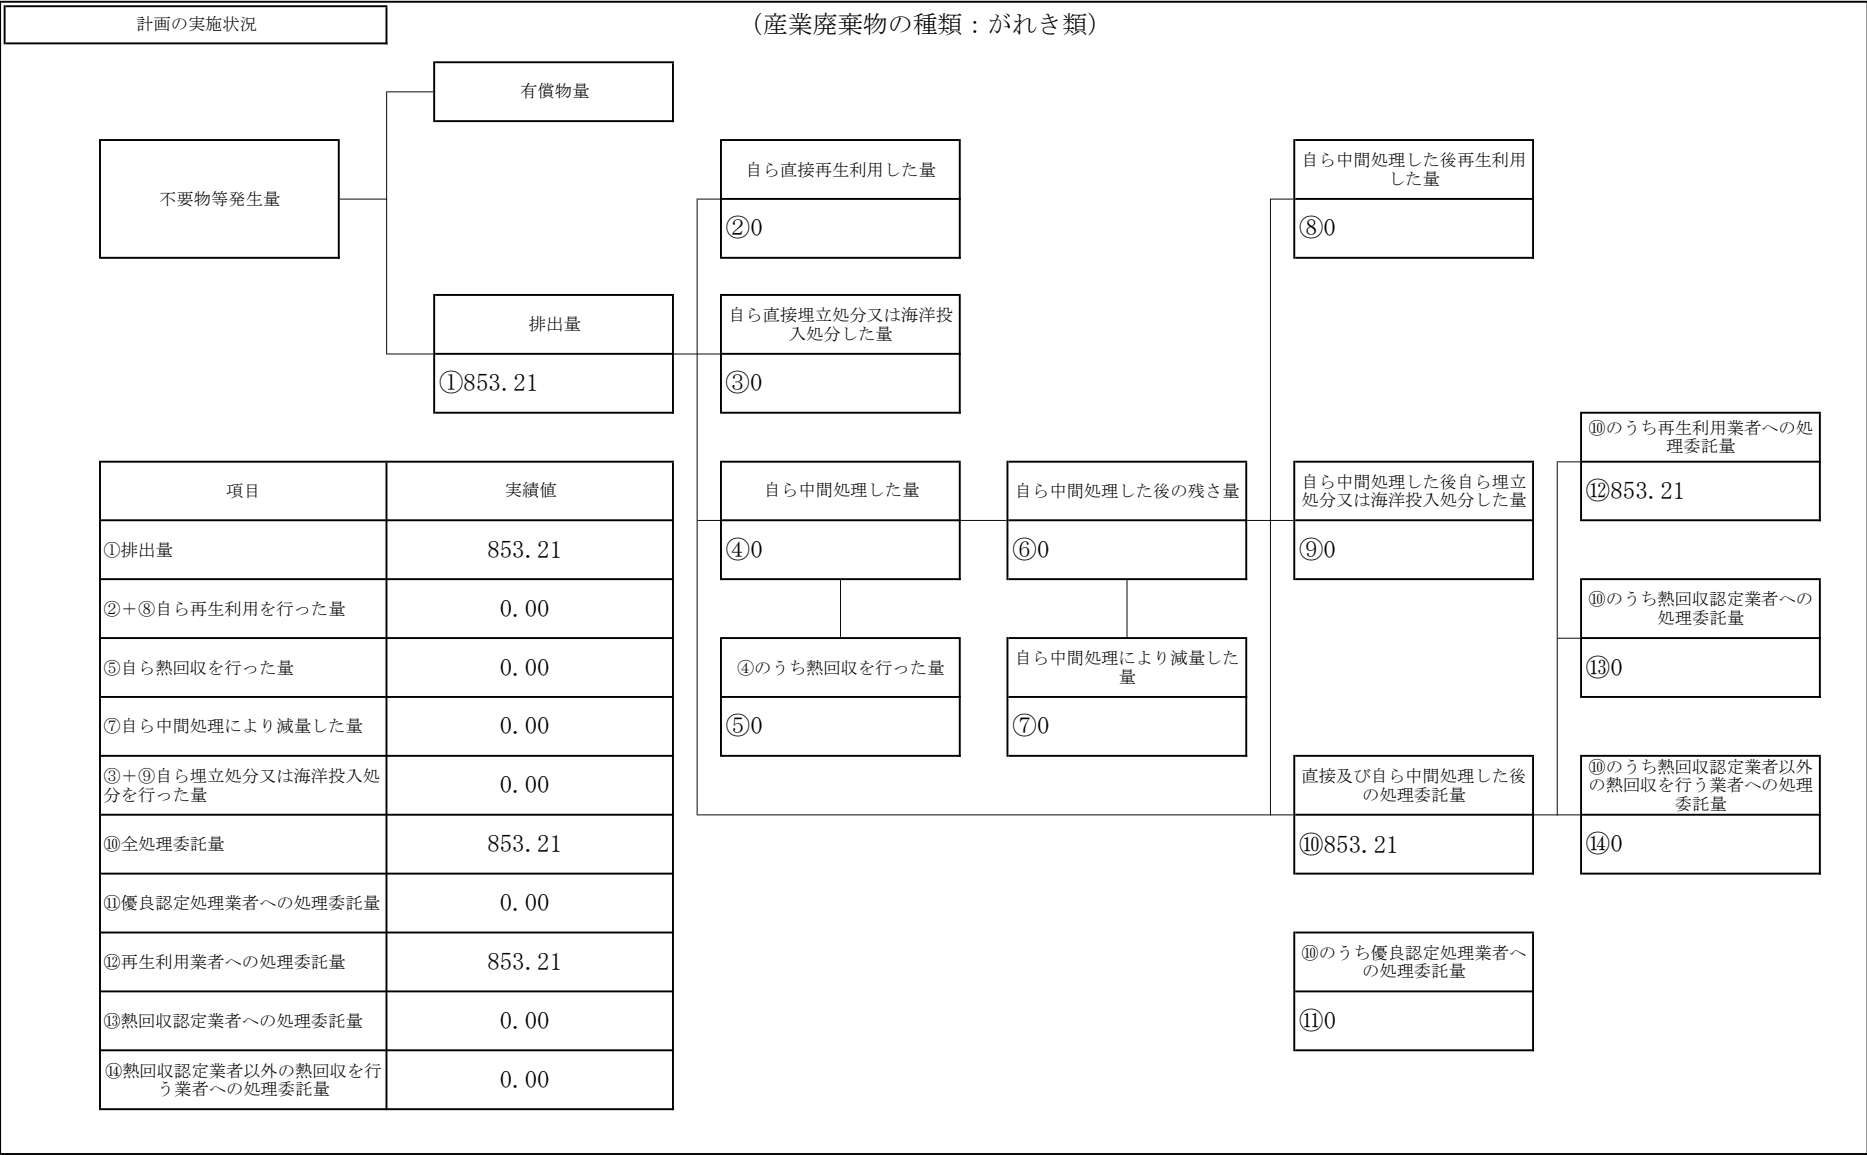 計画の実施状況
（産業廃棄物の種類：がれき類）
有償物量
不要物等発生量
排出量
①853.21
自ら直接再生利用した量
②0
自ら直接埋立処分又は海洋投
入処分した量
③0
自ら中間処理した後再生利用
した量
⑧0
自ら中間処理した量
④0
自ら中間処理した後の残さ量
⑥0
自ら中間処理した後自ら埋立
処分又は海洋投入処分した量
⑨0
⑩のうち再生利用業者への処
理委託量
⑫853.21
④のうち熱回収を行った量
⑤0
自ら中間処理により減量した
量
⑦0
⑩のうち熱回収認定業者への
処理委託量
⑬0
直接及び自ら中間処理した後
の処理委託量
⑩853.21
⑩のうち熱回収認定業者以外
の熱回収を行う業者への処理
委託量
⑭0
⑩のうち優良認定処理業者へ
の処理委託量
⑪0
項目 実績値
①排出量 853.21
②＋⑧自ら再生利用を行った量 0.00
⑤自ら熱回収を行った量 0.00
⑦自ら中間処理により減量した量 0.00
③＋⑨自ら埋立処分又は海洋投入処
分を行った量 0.00
⑩全処理委託量 853.21
⑪優良認定処理業者への処理委託量 0.00
⑫再生利用業者への処理委託量 853.21
⑬熱回収認定業者への処理委託量 0.00
⑭熱回収認定業者以外の熱回収を行
う業者への処理委託量 0.00